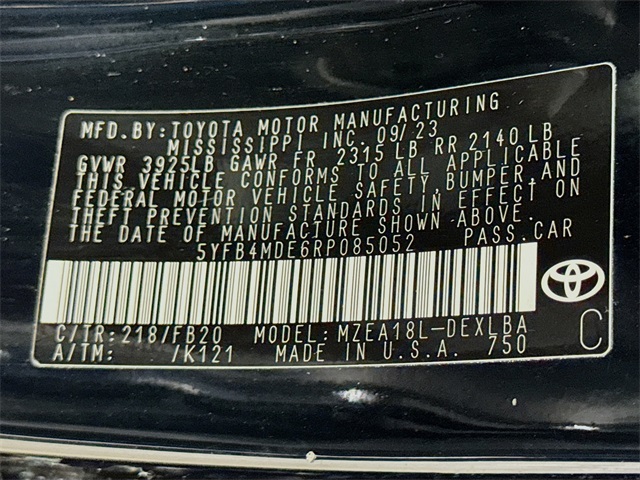 MFD.BY:TOYOTA MOTOR MANUFACTURING
MISSISSIPPI INC. 09/23
GVWR 3925LB GAWR FR 2315 LB RR 2140 LB
THIS VEHICLE CONFORMS TO ALL APPLICABLE
FEDERAL MOTOR VEHICLE SAFETY,BUMPER,AND
THEFT PREVENTION STANDARDS IN EFFECT ON
THE DATE OF MANUFACTURE SHOWN ABOVE.
5YFB4MDE6RP085052 PASS.CAR
C/TR:218/FB20 MODEL:MZEA18L-DEXLBA
A/TM: /K121 MADE IN U.S.A. 750
C